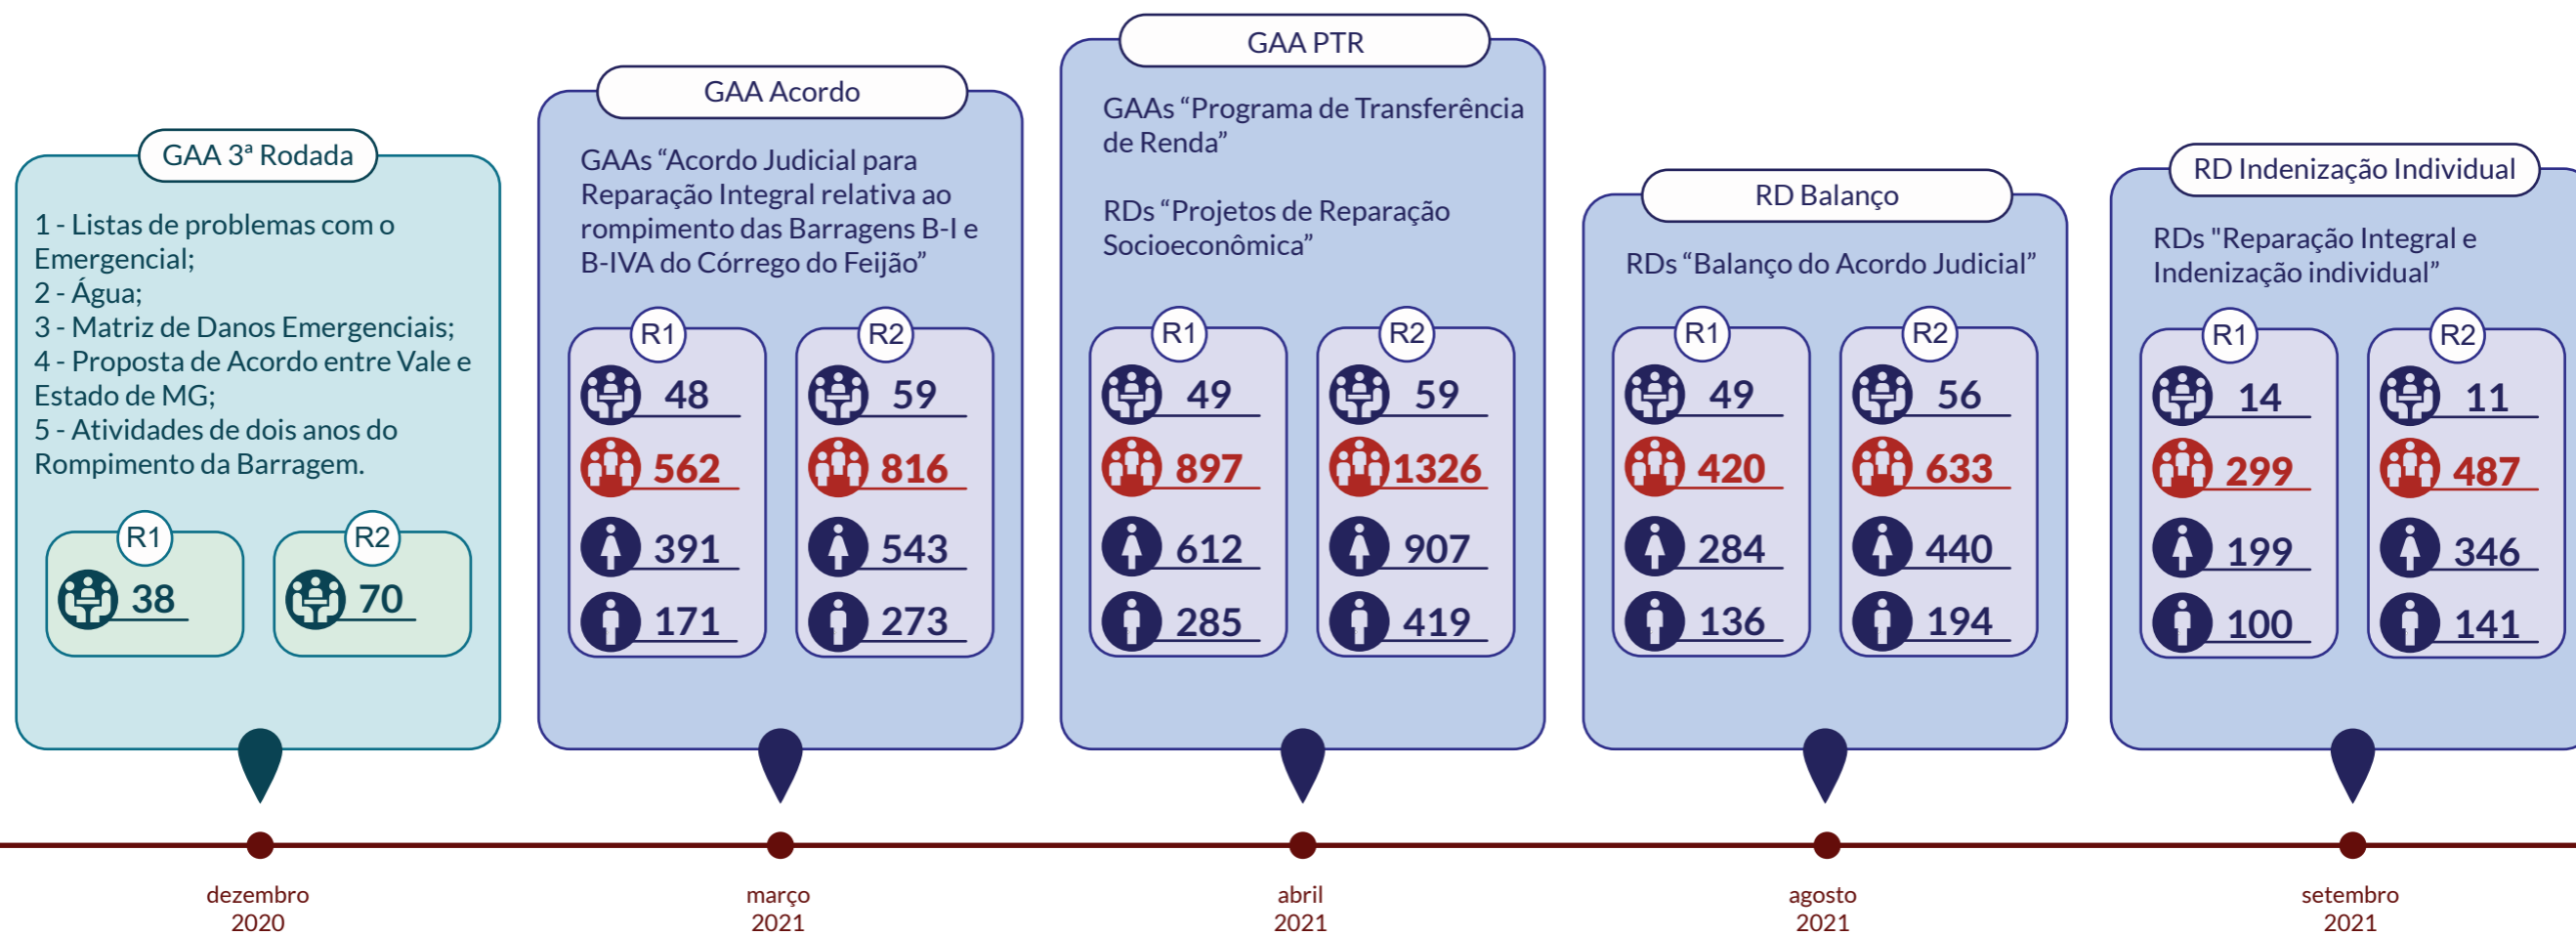 GAA 3ª Rodada
1 - Listas de problemas com o
Emergencial;
2 - Água;
3 - Matriz de Danos Emergenciais;
4 - Proposta de Acordo entre Vale e
Estado de MG;
5 - Atividades de dois anos do
Rompimento da Barragem.
R1
38
R2
70
dezembro
2020
GAA Acordo
GAAs “Acordo Judicial para
Reparação Integral relativa ao
rompimento das Barragens B-I e
B-IVA do Córrego do Feijão”
R1
48
562
391
171
R2
59
816
543
273
março
2021
GAA PTR
GAAs “Programa de Transferência
de Renda”
RDs “Projetos de Reparação
Socioeconômica”
R1
49
897
612
285
R2
59
1326
907
419
abril
2021
RD Balanço
RDs “Balanço do Acordo Judicial”
R1
49
420
284
136
R2
56
633
440
194
agosto
2021
RD Indenização Individual
RDs "Reparação Integral e
Indenização individual”
R1
14
299
199
100
R2
11
487
346
141
setembro
2021